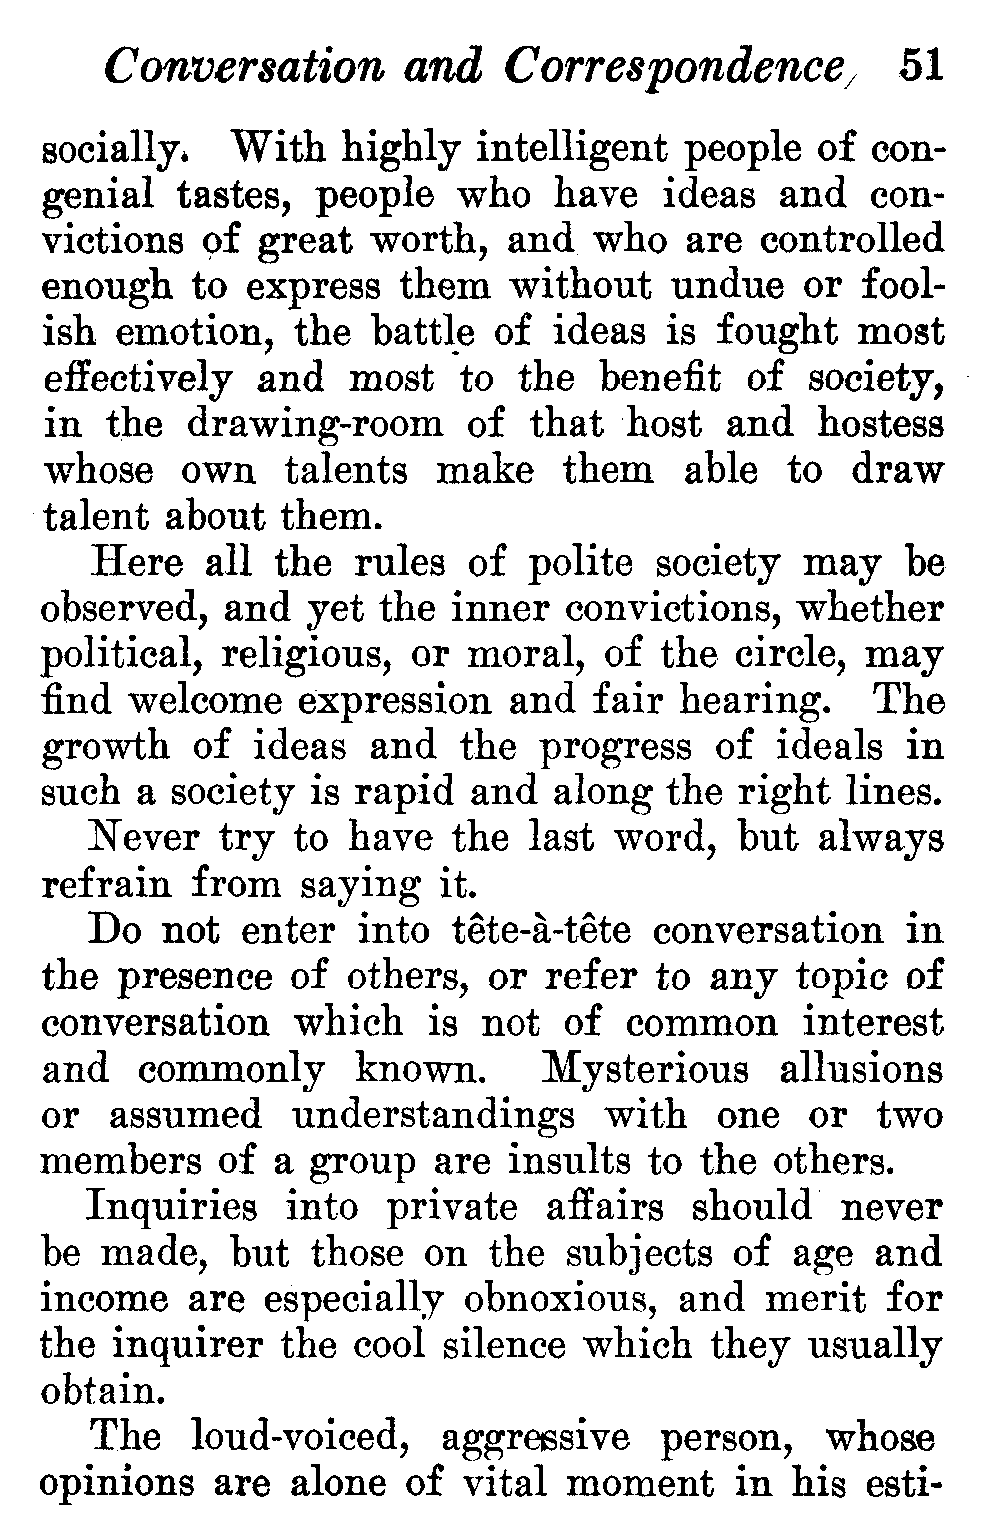 Conversation and Correspondence 51
socially. With highly intelligent people of con-
genial tastes, people who have ideas and con-
victions of great worth, and who are controlled
enough to express them without undue or fool-
ish emotion, the battle of ideas is fought most
effectively and most to the benefit of society,
in the drawing-room of that host and hostess
whose own talents make them able to draw
talent about them.
Here all the rules of polite society may be
observed, and yet the inner convictions, whether
political, religious, or moral, of the circle, may
find welcome expression and fair hearing. The
growth of ideas and the progress of ideals in
such a society is rapid and along the right lines.
Never try to have the last word, but always
refrain from saying it.
Do not enter into tête-à-tête conversation in
the presence of others, or refer to any topic of
conversation which is not of common interest
and commonly known. Mysterious allusions
or assumed understandings with one or two
members of a group are insults to the others.
Inquiries into private affairs should never
be made, but those on the subjects of age and
income are especially obnoxious, and merit for
the inquirer the cool silence which they usually
obtain.
The loud-voiced, aggressive person, whose
opinions are alone of vital moment in his esti-